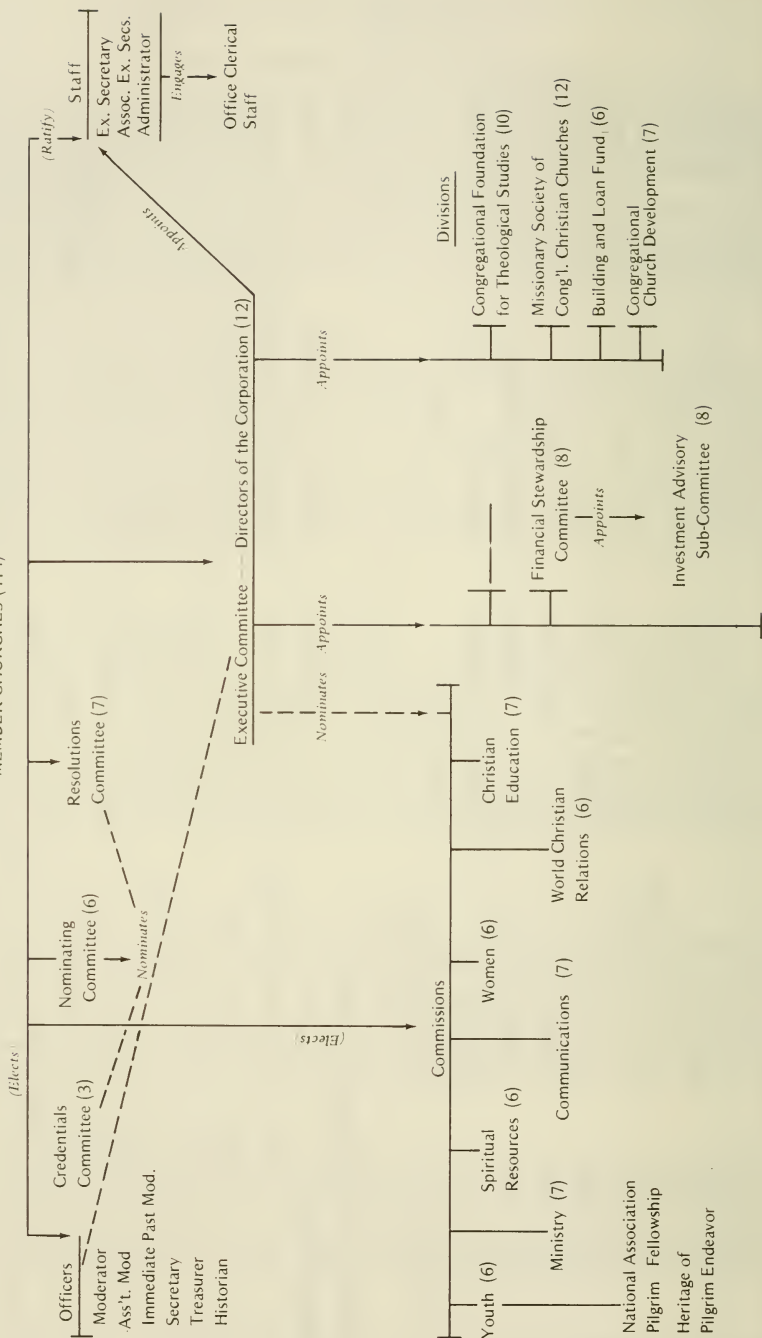 (Elects)
(Ratify)
Officers
Moderator
Ass't. Mod
Immediate Past Mod.
Secretary
Treasurer
Historian
Credentials
Committee (3)
Nominating
Committee (6)
Nominates
Resolutions
Committee (7)
Staff
Ex. Secretary
Assoc. Ex. Secs.
Administrator
Engages
Office Clerical
Staff
Appoints
Executive Committee — Directors of the Corporation (12)
(Elects)
Nominates
Appoints
Appoints
Commissions
Youth (6)
National Association
Pilgrim Fellowship
Heritage of
Pilgrim Endeavor
Ministry (7)
Spiritual
Resources (6)
Communications (7)
Women (6)
World Christian
Relations (6)
Christian
Education (7)
Financial Stewardship
Committee (8)
Appoints
Investment Advisory
Sub-Committee (8)
Divisions
Congregational Foundation
for Theological Studies (10)
Missionary Society of
Cong'l. Christian Churches (12)
Building and Loan Fund (6)
Congregational
Church Development (7)